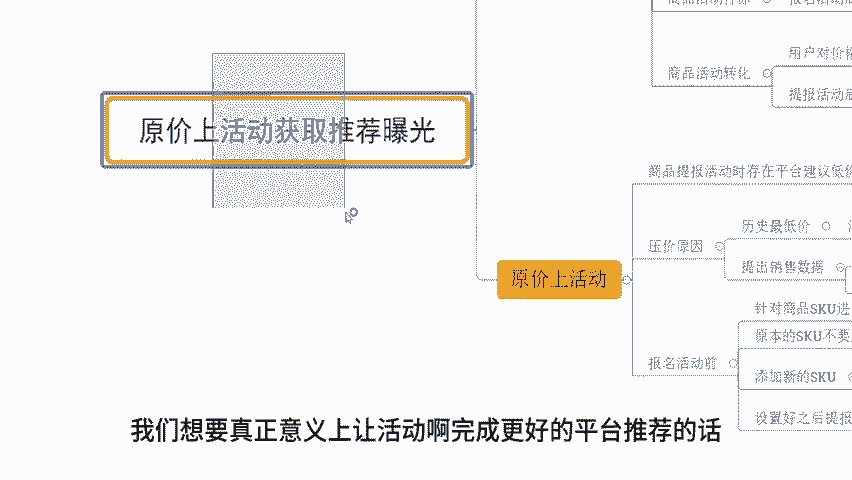 商品活动转化
用户对价格
提报活动后
原价上活动获取推荐曝光
商品提报活动时存在平台建议低价
历史最低价
压价原因
提出销售数据
原价上活动
针对商品SKU进
原本的SKU不要
报名活动前
添加新的SKU
设置好之后提报
我们想要真正意义上让活动啊完成更好的平台推荐的话